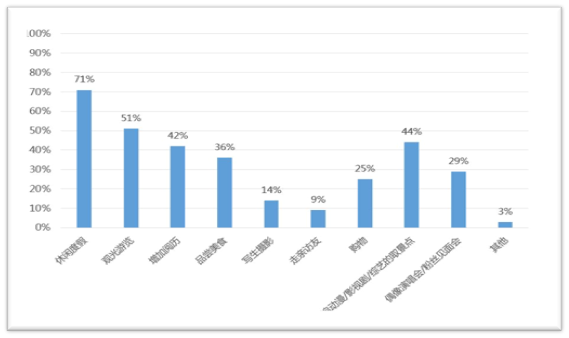 100%
90%
80%
70%
60%
50%
40%
30%
20%
10%
0%
71%
51%
42%
36%
14%
9%
25%
44%
29%
3%
休闲度假
观光游览
增加阅历
品尝美食
写生摄影
走亲访友
购物
动漫/影视剧/综艺的取景点
偶像演唱会/粉丝见面会
其他